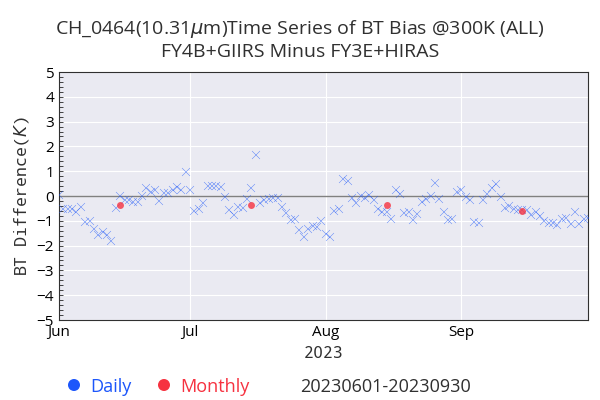 CH_0464(10.31μm)Time Series of BT Bias @300K (ALL)
FY4B+GIIRS Minus FY3E+HIRAS
5
4
3
2
1
0
−1
−2
−3
−4
−5
BT Difference(K)
Jun Jul Aug Sep
2023
Daily Monthly 20230601-20230930